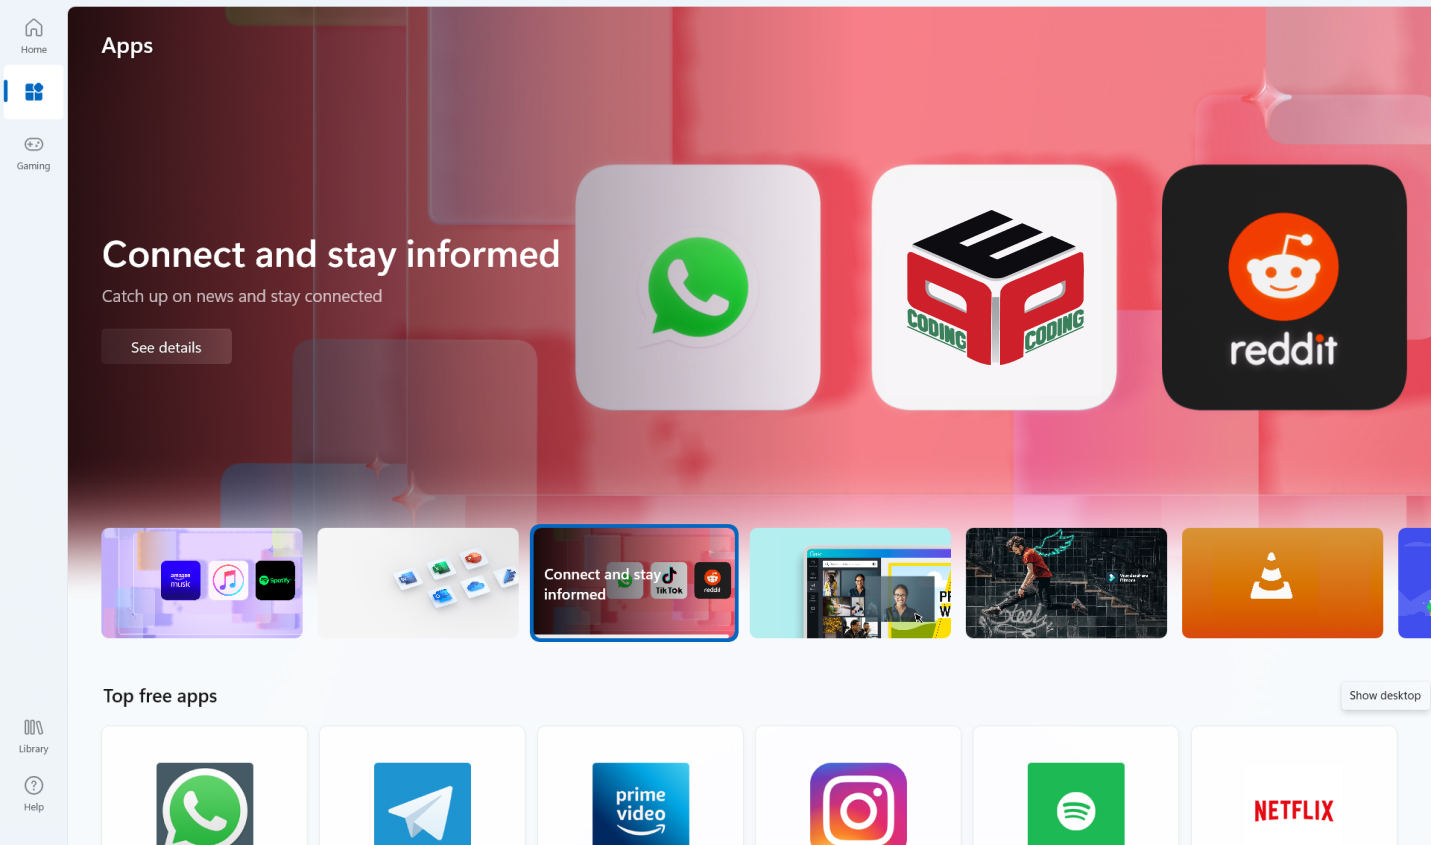 Home
Apps
Gaming
Connect and stay informed
Catch up on news and stay connected
See details
CODING
CODING
reddit
amazon
music
Spotify
Connect and stay
informed
TikTok
reddit
Top free apps
Show desktop
prime
video
NETFLIX
Library
Help